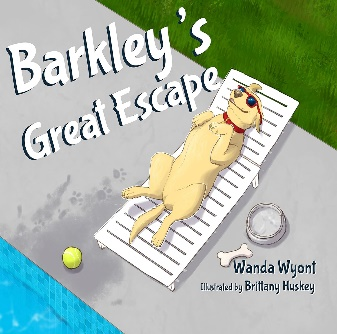 Barkley's
Great Escape
Wanda Wyont
Illustrated by Brittany Huskey